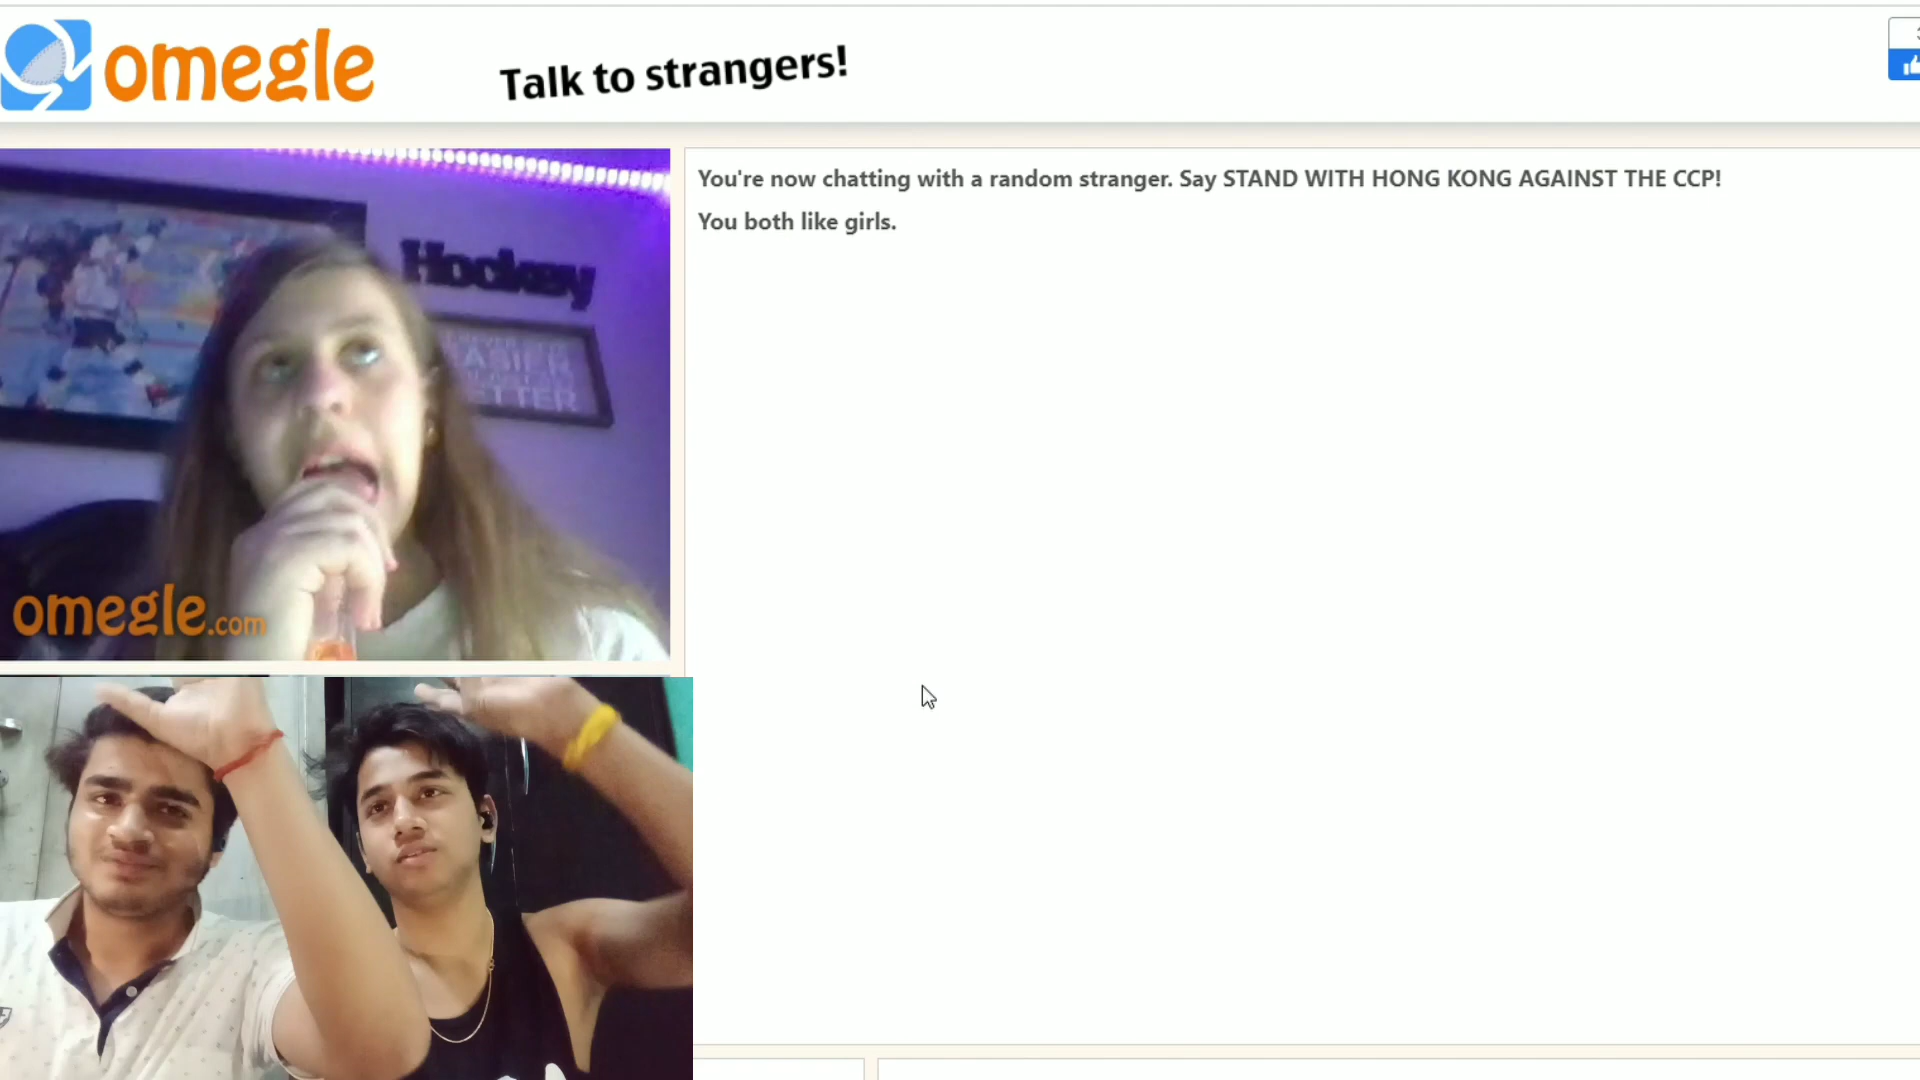 omegle
Talk to strangers!
You're now chatting with a random stranger. Say STAND WITH HONG KONG AGAINST THE CCP!
You both like girls.
Hockey
omegle.com